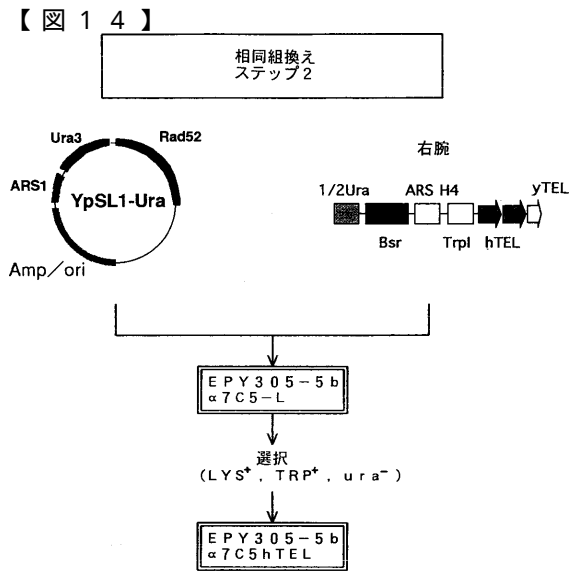 【図１４】
相同組換え
ステップ２
Ura3
Rad52
ARS1
YpSL1-Ura
Amp／ori
右腕
1/2Ura
ARS H4
yTEL
Bsr
TrpI
hTEL
ＥＰＹ３０５－５ｂ
α７Ｃ５－Ｌ
選択
（ＬＹＳ⁺，ＴＲＰ⁺，ｕｒａ⁻）
ＥＰＹ３０５－５ｂ
α７Ｃ５ｈＴＥＬ